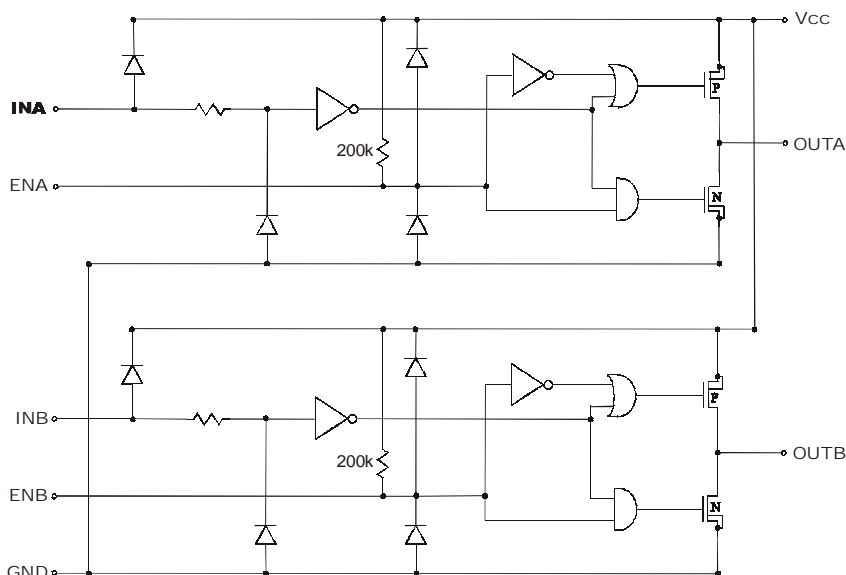 Vcc
INA
P
200k
OUTA
ENA
N
INB
P
200k
OUTB
ENB
N
GND